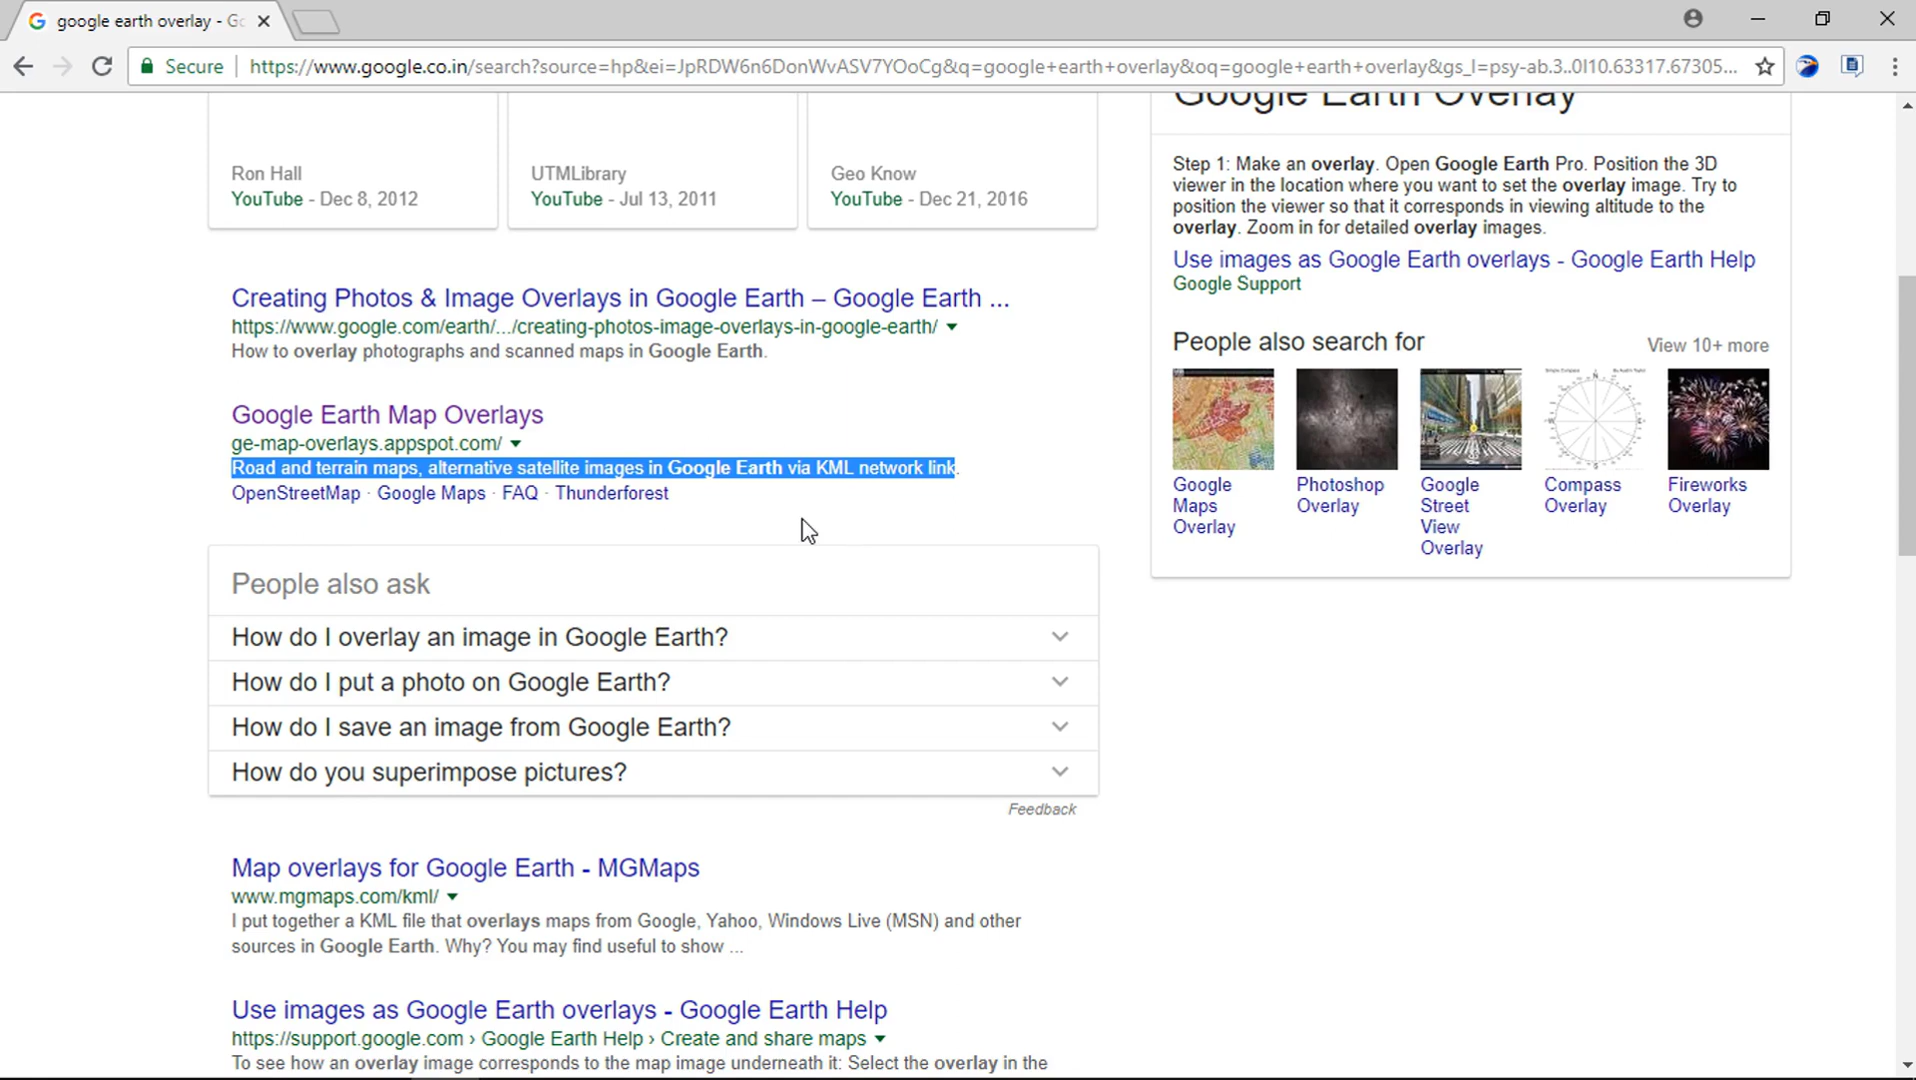 google earth overlay - Go
Secure
https://www.google.co.in/search?source=hp&ei=JpRDW6n6DonWvASV7YOoCg&q=google+earth+overlay&oq=google+earth+overlay&gs_l=psy-ab.3..0l10.63317.67305...
Ron Hall
YouTube - Dec 8, 2012
UTMLibrary
YouTube - Jul 13, 2011
Geo Know
YouTube - Dec 21, 2016
Creating Photos & Image Overlays in Google Earth – Google Earth ...
https://www.google.com/earth/.../creating-photos-image-overlays-in-google-earth/
How to overlay photographs and scanned maps in Google Earth.
Google Earth Map Overlays
ge-map-overlays.appspot.com/
Road and terrain maps, alternative satellite images in Google Earth via KML network link.
OpenStreetMap · Google Maps · FAQ · Thunderforest
People also ask
How do I overlay an image in Google Earth?
How do I put a photo on Google Earth?
How do I save an image from Google Earth?
How do you superimpose pictures?
Feedback
Map overlays for Google Earth - MGMaps
www.mgmaps.com/kml/
I put together a KML file that overlays maps from Google, Yahoo, Windows Live (MSN) and other
sources in Google Earth. Why? You may find useful to show ...
Use images as Google Earth overlays - Google Earth Help
https://support.google.com › Google Earth Help › Create and share maps
To see how an overlay image corresponds to the map image underneath it: Select the overlay in the
Google Earth Overlay
Step 1: Make an overlay. Open Google Earth Pro. Position the 3D
viewer in the location where you want to set the overlay image. Try to
position the viewer so that it corresponds in viewing altitude to the
overlay. Zoom in for detailed overlay images.
Use images as Google Earth overlays - Google Earth Help
Google Support
People also search for
View 10+ more
Google
Maps
Overlay
Photoshop
Overlay
Google
Street
View
Overlay
Compass
Overlay
Fireworks
Overlay